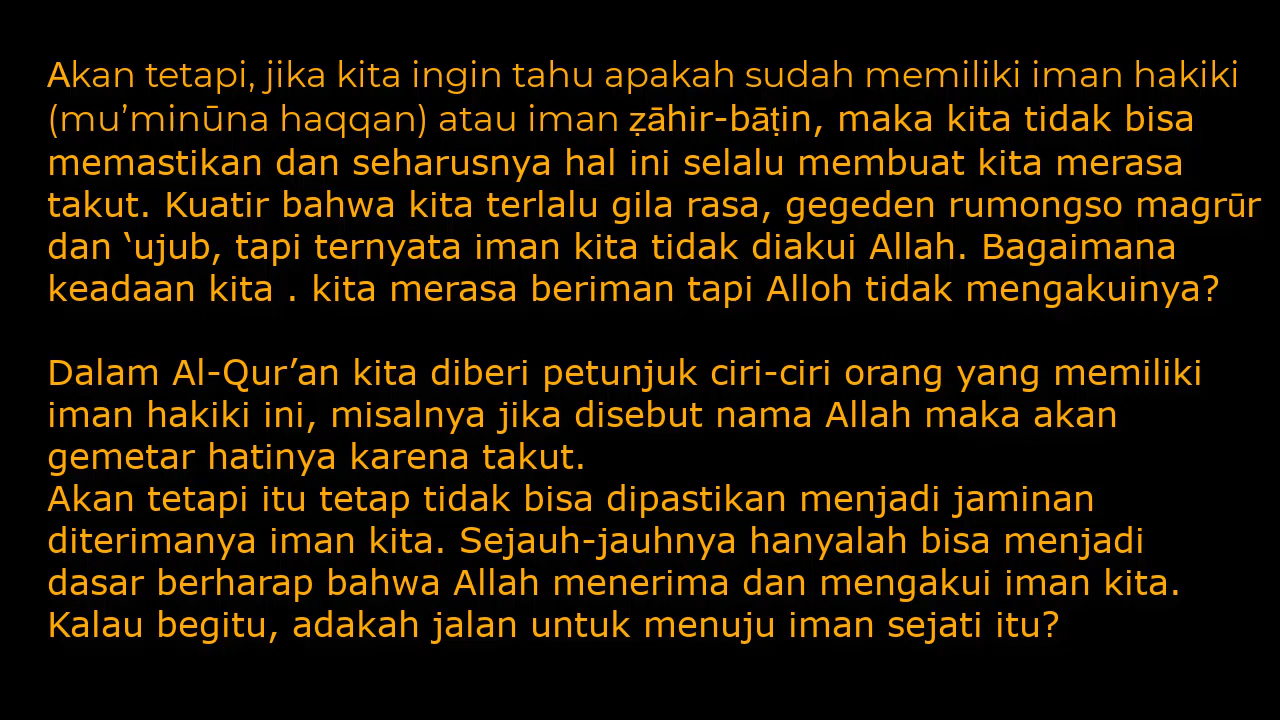 Akan tetapi, jika kita ingin tahu apakah sudah memiliki iman hakiki
(mu’minūna haqqan) atau iman ẓāhir-bāṭin, maka kita tidak bisa
memastikan dan seharusnya hal ini selalu membuat kita merasa
takut. Kuatir bahwa kita terlalu gila rasa, gegeden rumongso magrūr
dan ‘ujub, tapi ternyata iman kita tidak diakui Allah. Bagaimana
keadaan kita . kita merasa beriman tapi Alloh tidak mengakuinya?
Dalam Al-Qur’an kita diberi petunjuk ciri-ciri orang yang memiliki
iman hakiki ini, misalnya jika disebut nama Allah maka akan
gemetar hatinya karena takut.
Akan tetapi itu tetap tidak bisa dipastikan menjadi jaminan
diterimanya iman kita. Sejauh-jauhnya hanyalah bisa menjadi
dasar berharap bahwa Allah menerima dan mengakui iman kita.
Kalau begitu, adakah jalan untuk menuju iman sejati itu?